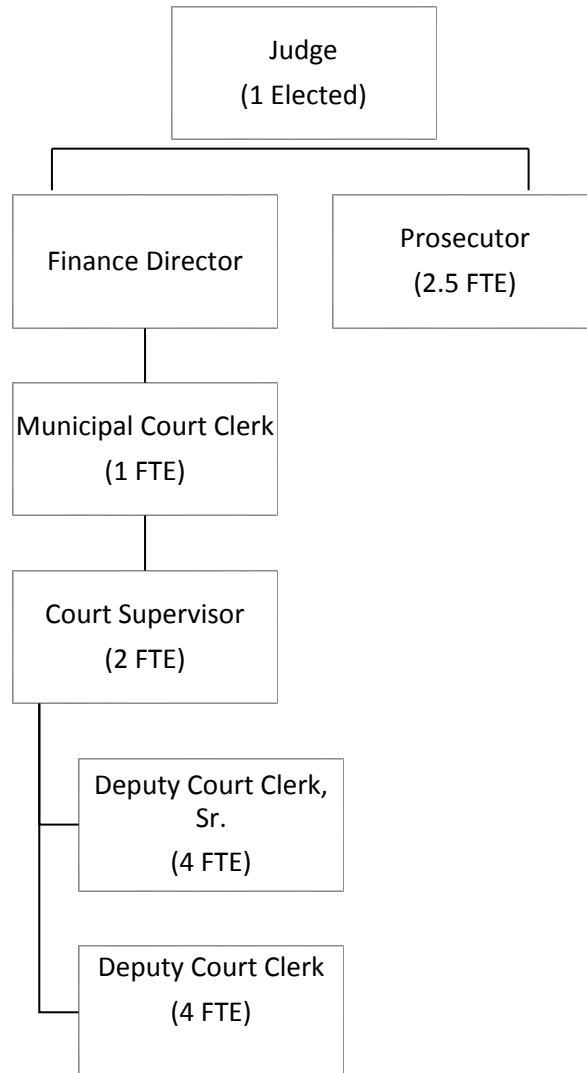 Judge
(1 Elected)
Finance Director
Prosecutor
(2.5 FTE)
Municipal Court Clerk
(1 FTE)
Court Supervisor
(2 FTE)
Deputy Court Clerk,
Sr.
(4 FTE)
Deputy Court Clerk
(4 FTE)